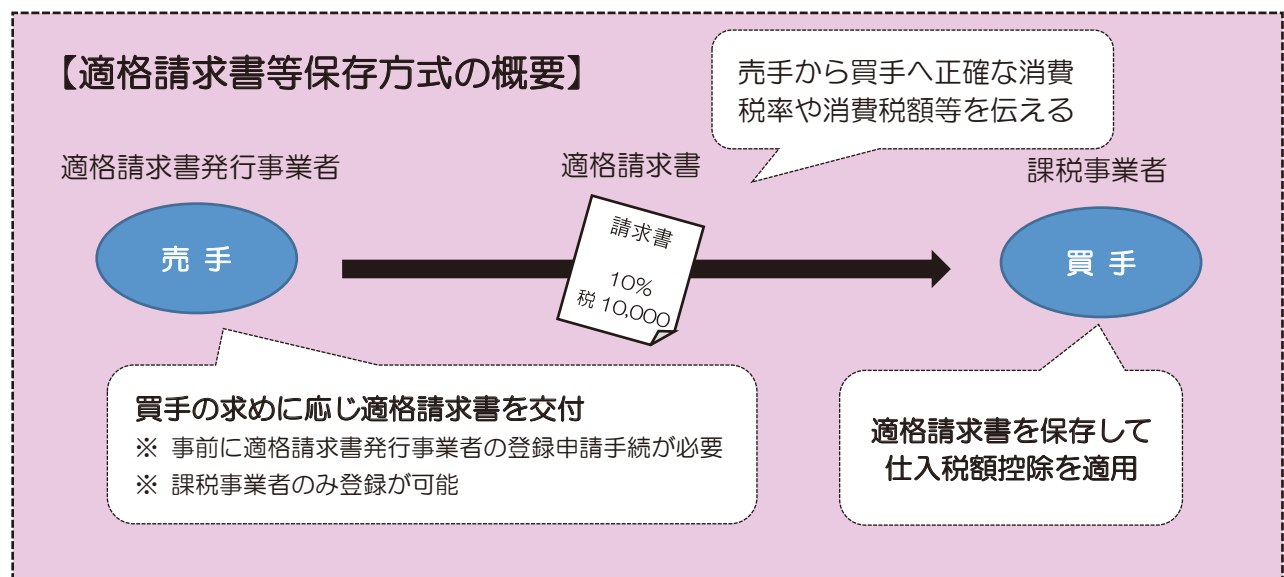 【適格請求書等保存方式の概要】
売手から買手へ正確な消費
税率や消費税額等を伝える
適格請求書発行事業者
適格請求書
課税事業者
売 手
請求書
10%
税 10,000
買 手
買手の求めに応じ適格請求書を交付
※ 事前に適格請求書発行事業者の登録申請手続が必要
※ 課税事業者のみ登録が可能
適格請求書を保存して
仕入税額控除を適用